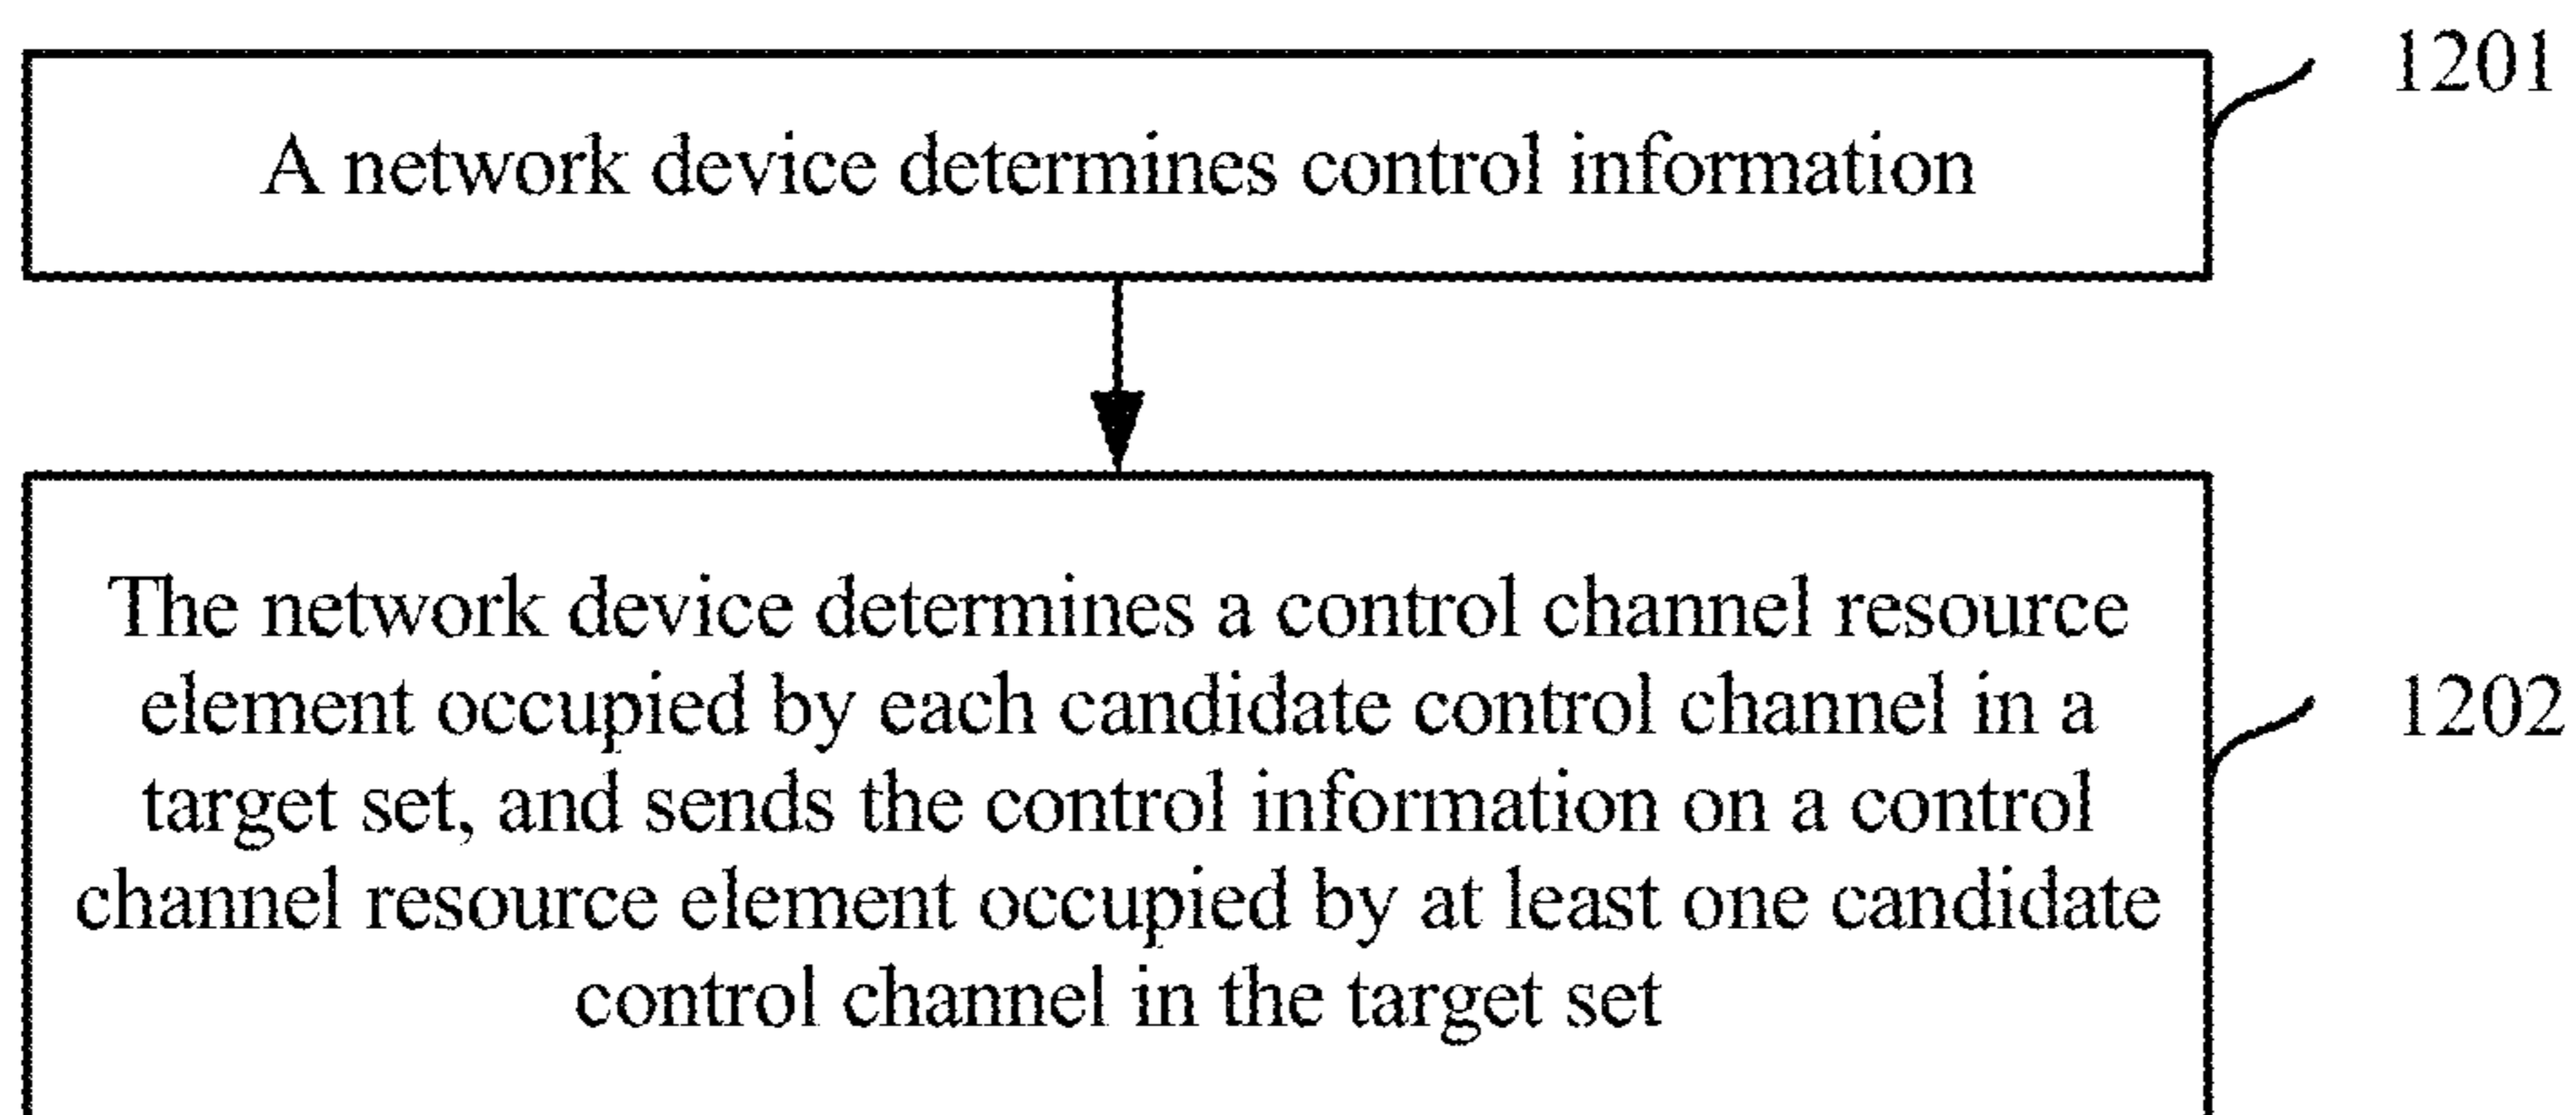 1201
A network device determines control information
The network device determines a control channel resource
element occupied by each candidate control channel in a
target set, and sends the control information on a control
channel resource element occupied by at least one candidate
control channel in the target set
1202